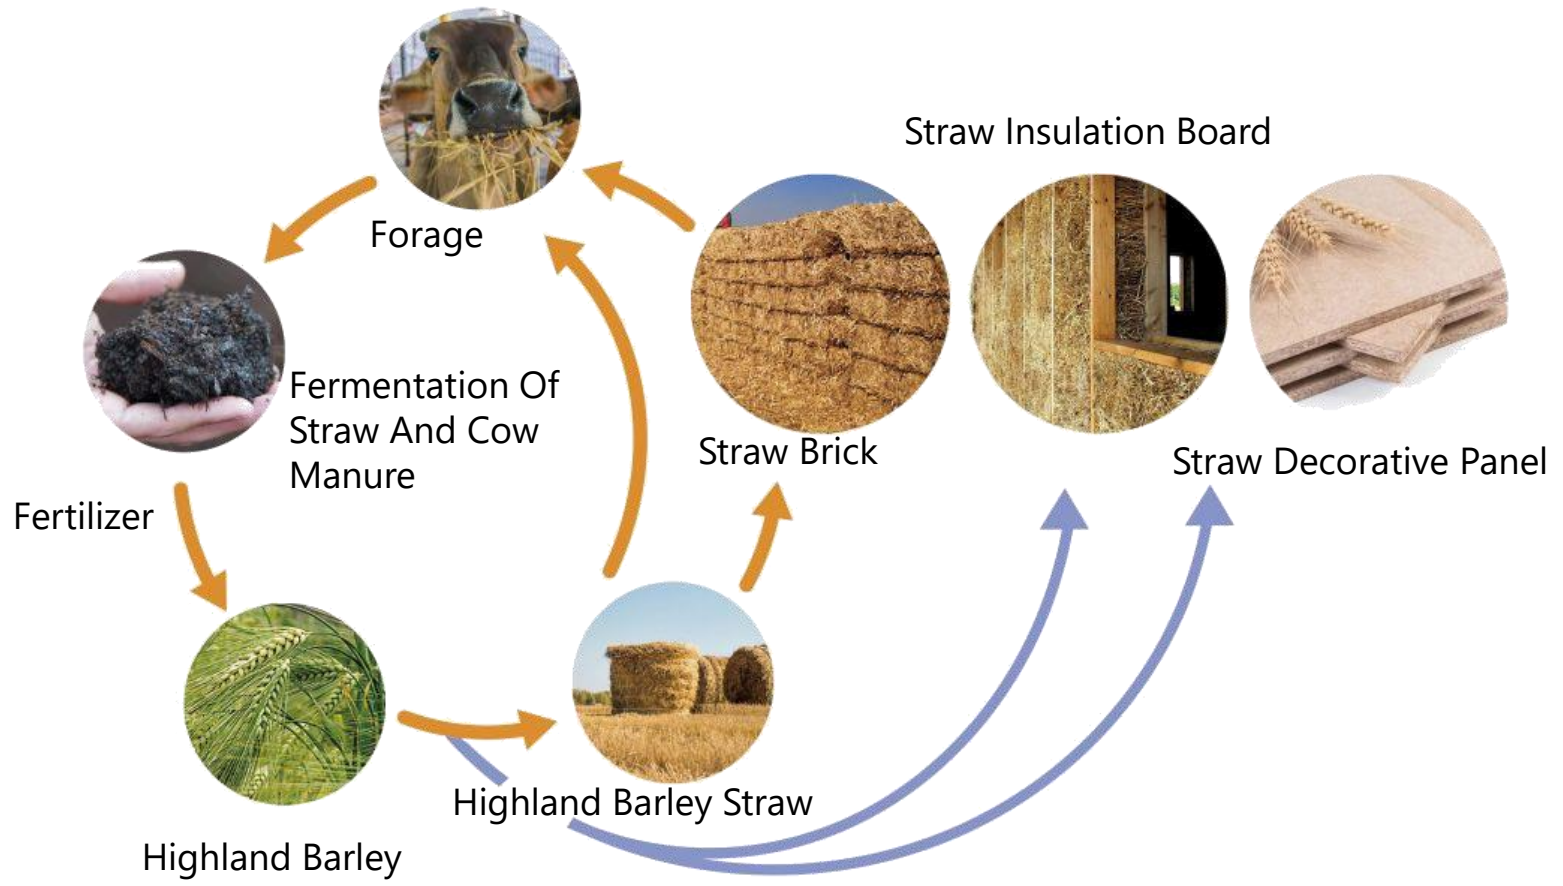 Straw Insulation Board
Forage
Fermentation Of
Straw And Cow
Manure
Straw Brick
Straw Decorative Panel
Fertilizer
Highland Barley Straw
Highland Barley